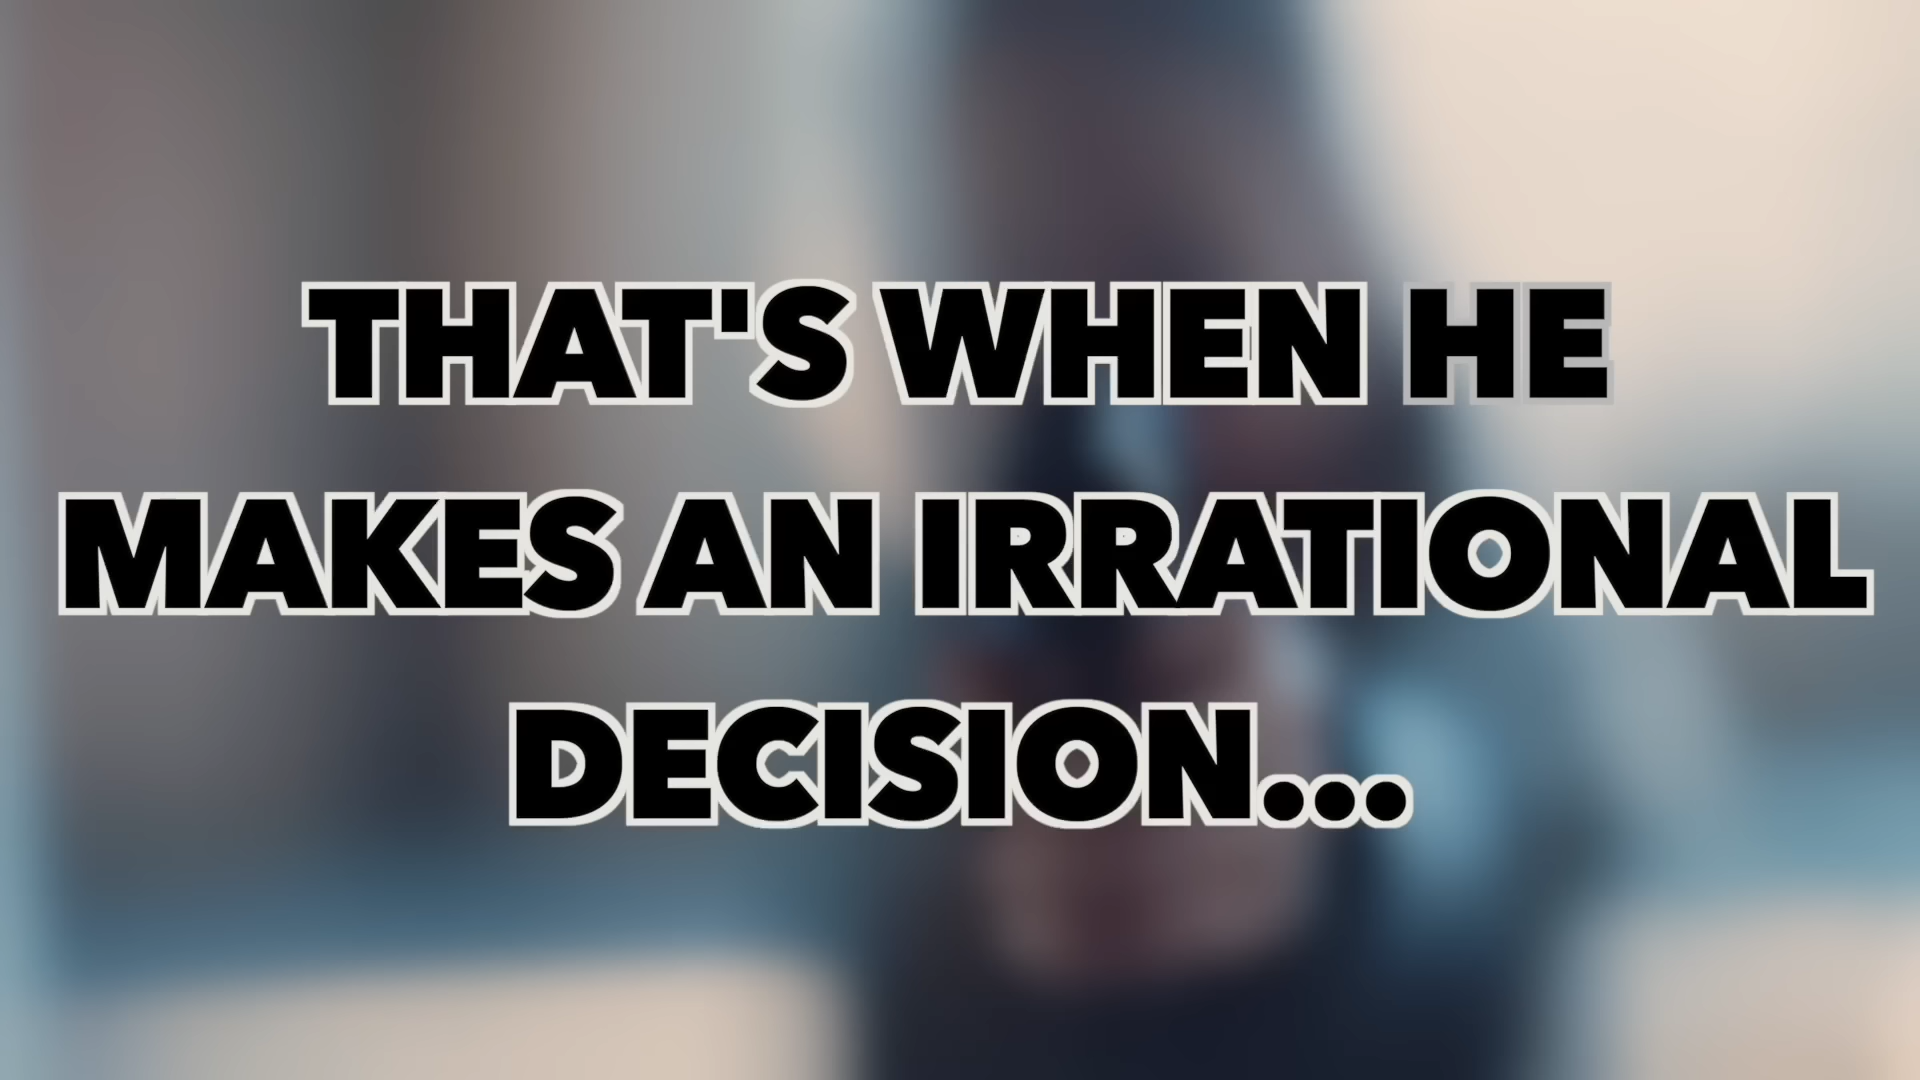 THAT'S WHEN HE
MAKES AN IRRATIONAL
DECISION...